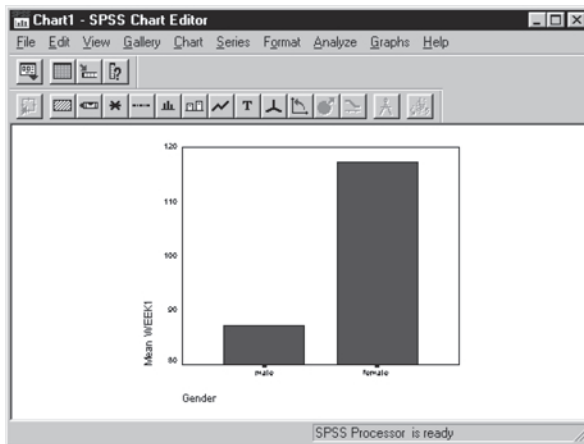 Chart1 - SPSS Chart Editor
File Edit View Gallery Chart Series Format Analyze Graphs Help
T
120
110
100
90
80
Mean WEEK1
male female
Gender
SPSS Processor is ready